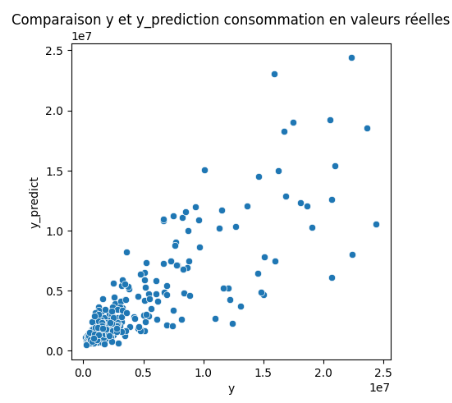 Comparaison y et y_prediction consommation en valeurs réelles
1e7
2.5
2.0
1.5
1.0
0.5
0.0
y_predict
0.0 0.5 1.0 1.5 2.0 2.5
y
1e7